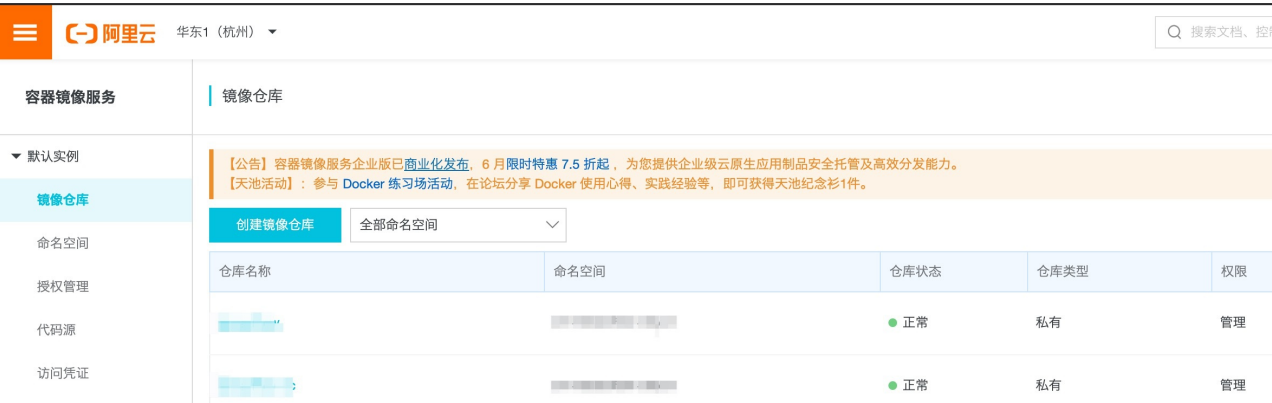 阿里云 华东1（杭州） 搜索文档、控
容器镜像服务
镜像仓库
默认实例
镜像仓库
命名空间
授权管理
代码源
访问凭证
【公告】容器镜像服务企业版已商业化发布，6 月限时特惠 7.5 折起 ，为您提供企业级云原生应用制品安全托管及高效分发能力。
【天池活动】：参与 Docker 练习场活动，在论坛分享 Docker 使用心得、实践经验等，即可获得天池纪念衫1件。
创建镜像仓库 全部命名空间
仓库名称 命名空间 仓库状态 仓库类型 权限
正常 私有 管理
正常 私有 管理